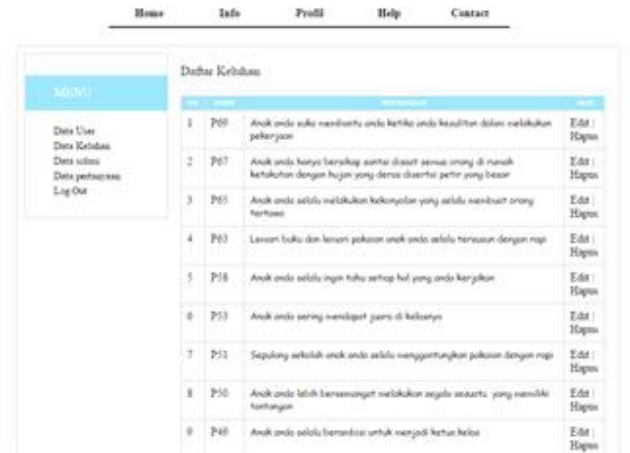 Home Info Profil Help Contact
Daftar Keluhan
MENU
Data User
Data Keluhan
Data solusi
Data pertanyaan
Log Out
1 P69 Anak anda suka membantu anda ketika anda kesulitan dalam melakukan pekerjaan Edit | Hapus
2 P67 Anak anda hanya bersikap santai disaat semua orang di rumah ketakutan dengan hujan yang deras disertai petir yang besar Edit | Hapus
3 P65 Anak anda selalu melakukan kekonyolan yang selalu membuat orang tertawa Edit | Hapus
4 P63 Lemari buku dan lemari pakaian anak anda selalu tersusun dengan rapi Edit | Hapus
5 P58 Anak anda selalu ingin tahu setiap hal yang anda kerjakan Edit | Hapus
6 P53 Anak anda sering mendapat juara di kelasnya Edit | Hapus
7 P51 Sepulang sekolah anak anda selalu menggantungkan pakaian dengan rapi Edit | Hapus
8 P50 Anak anda lebih bersemangat melakukan segala sesuatu yang memiliki tantangan Edit | Hapus
9 P49 Anak anda selalu berambisi untuk menjadi ketua kelas Edit | Hapus